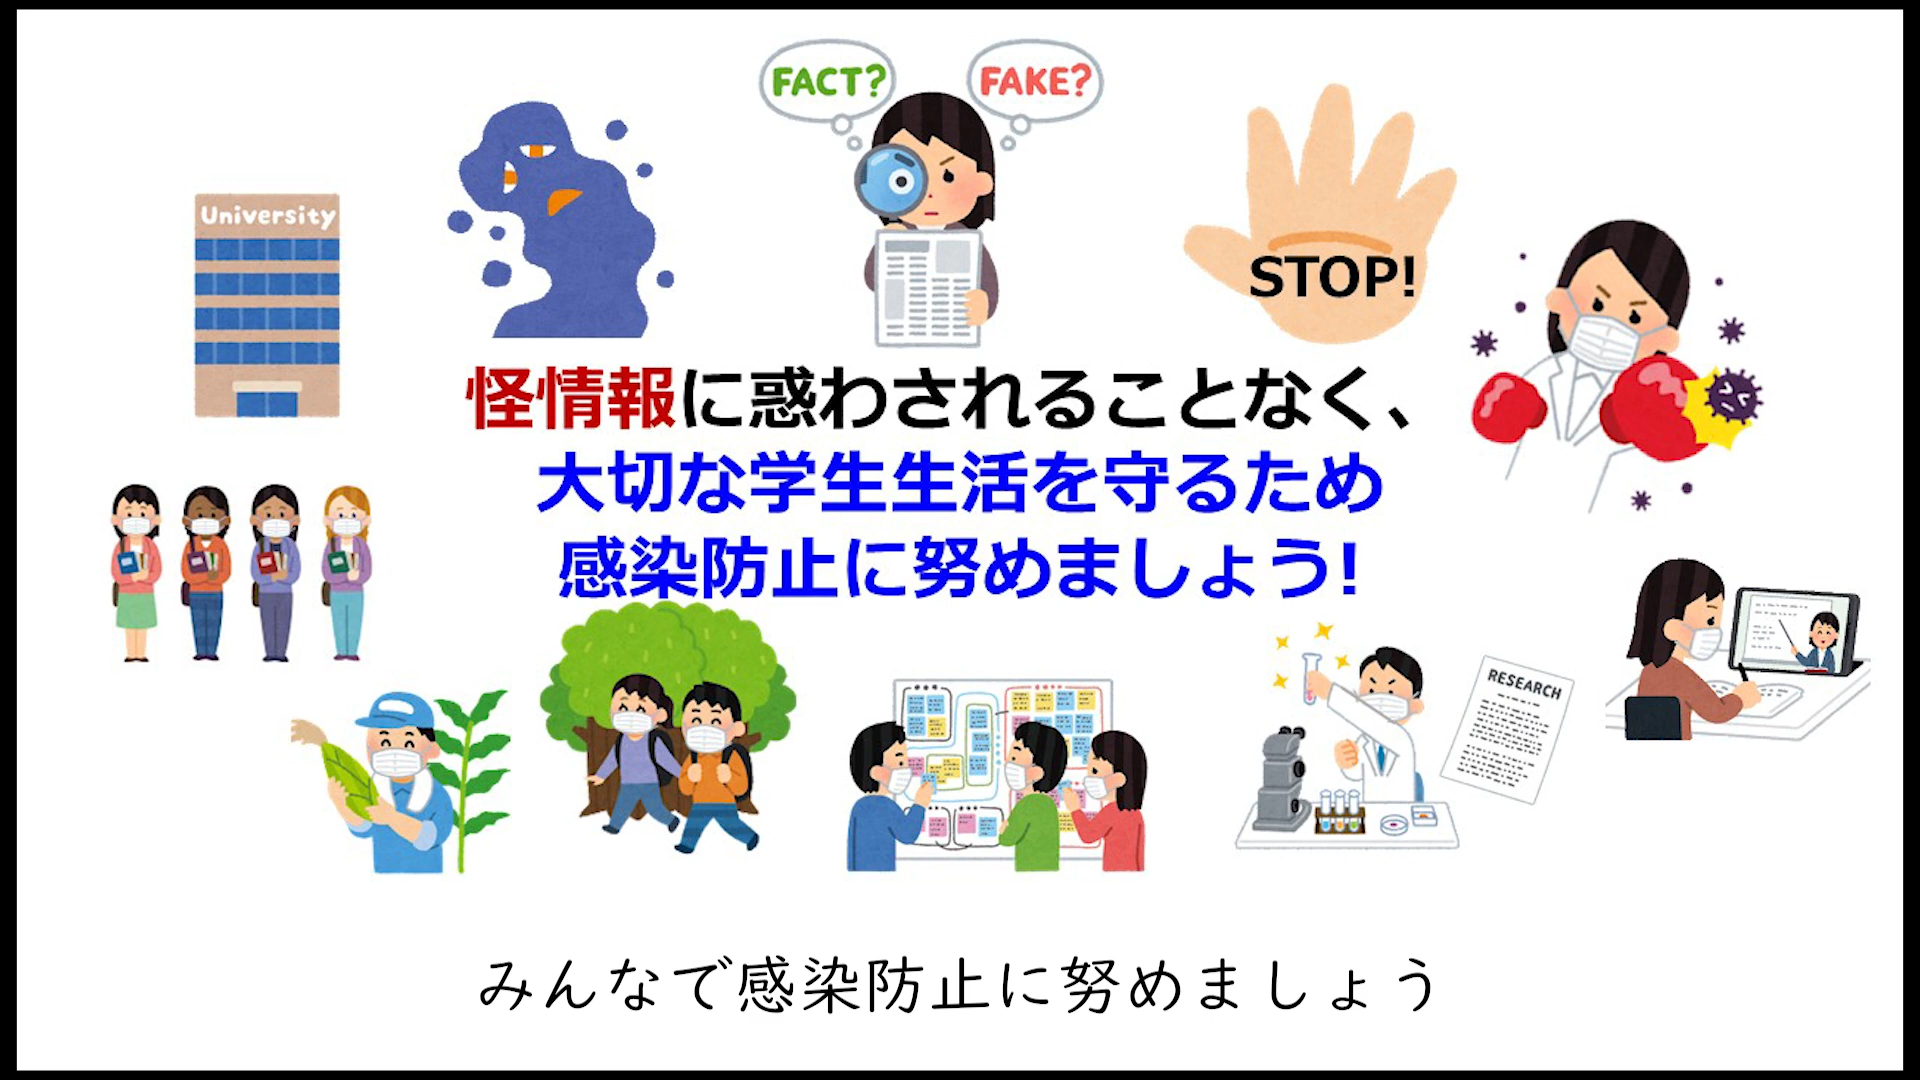 FACT?
FAKE?
University
STOP!
怪情報に惑わされることなく、
大切な学生生活を守るため
感染防止に努めましょう!
RESEARCH
みんなで感染防止に努めましょう